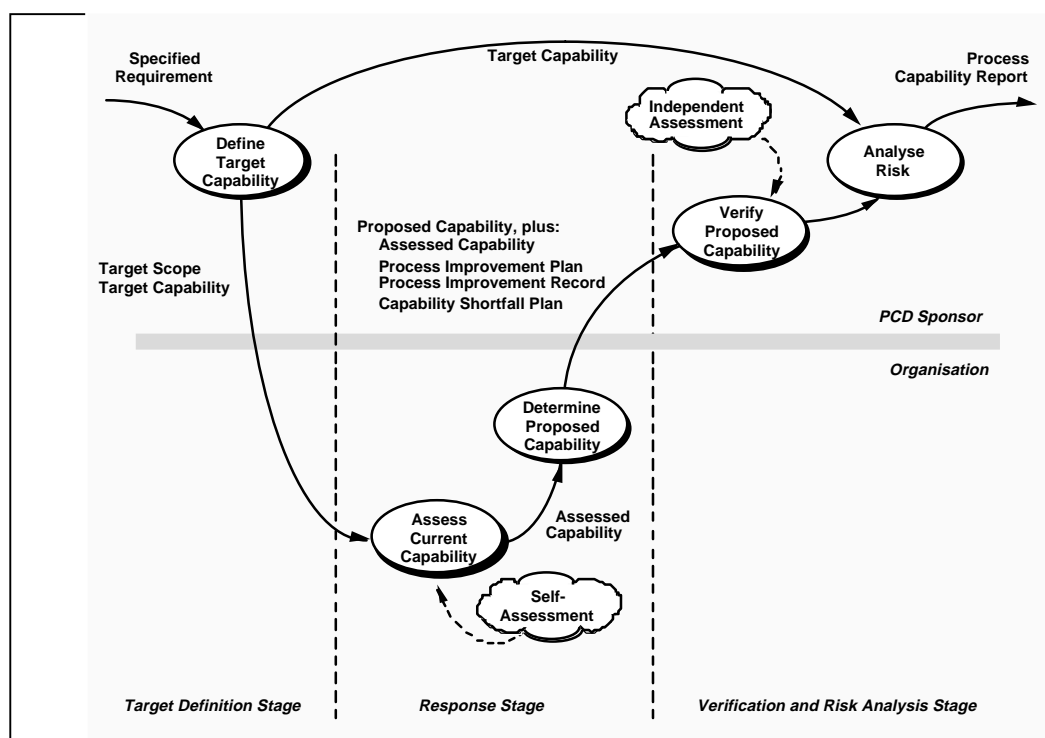 Specified
Requirement
Target Capability
Process
Capability Report
Independent
Assessment
Define
Target
Capability
Analyse
Risk
Verify
Proposed
Capability
Proposed Capability, plus:
Assessed Capability
Process Improvement Plan
Process Improvement Record
Capability Shortfall Plan
Target Scope
Target Capability
PCD Sponsor
Organisation
Determine
Proposed
Capability
Assess
Current
Capability
Assessed
Capability
Self-
Assessment
Target Definition Stage
Response Stage
Verification and Risk Analysis Stage